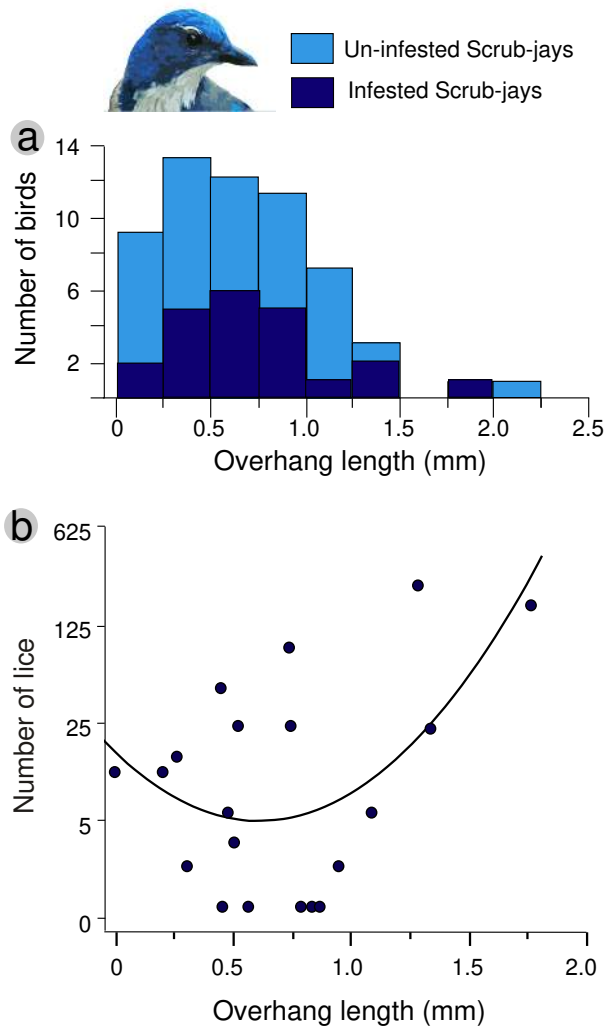 Un-infested Scrub-jays
Infested Scrub-jays
a
Number of birds
14
10
6
2
0 0.5 1.0 1.5 2.0 2.5
Overhang length (mm)
b
Number of lice
625
125
25
5
0
0 0.5 1.0 1.5 2.0
Overhang length (mm)